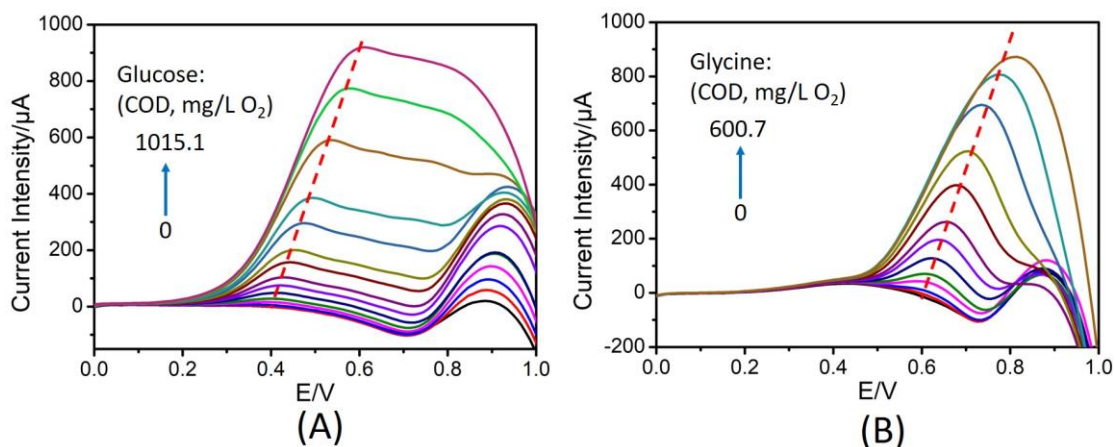 1000
800
600
400
200
0
Current Intensity/µA
Glucose:
(COD, mg/L O2)
1015.1
0
0.0 0.2 0.4 0.6 0.8 1.0
E/V
(A)
1000
800
600
400
200
0
-200
Current Intensity/µA
Glycine:
(COD, mg/L O2)
600.7
0
0.0 0.2 0.4 0.6 0.8 1.0
E/V
(B)